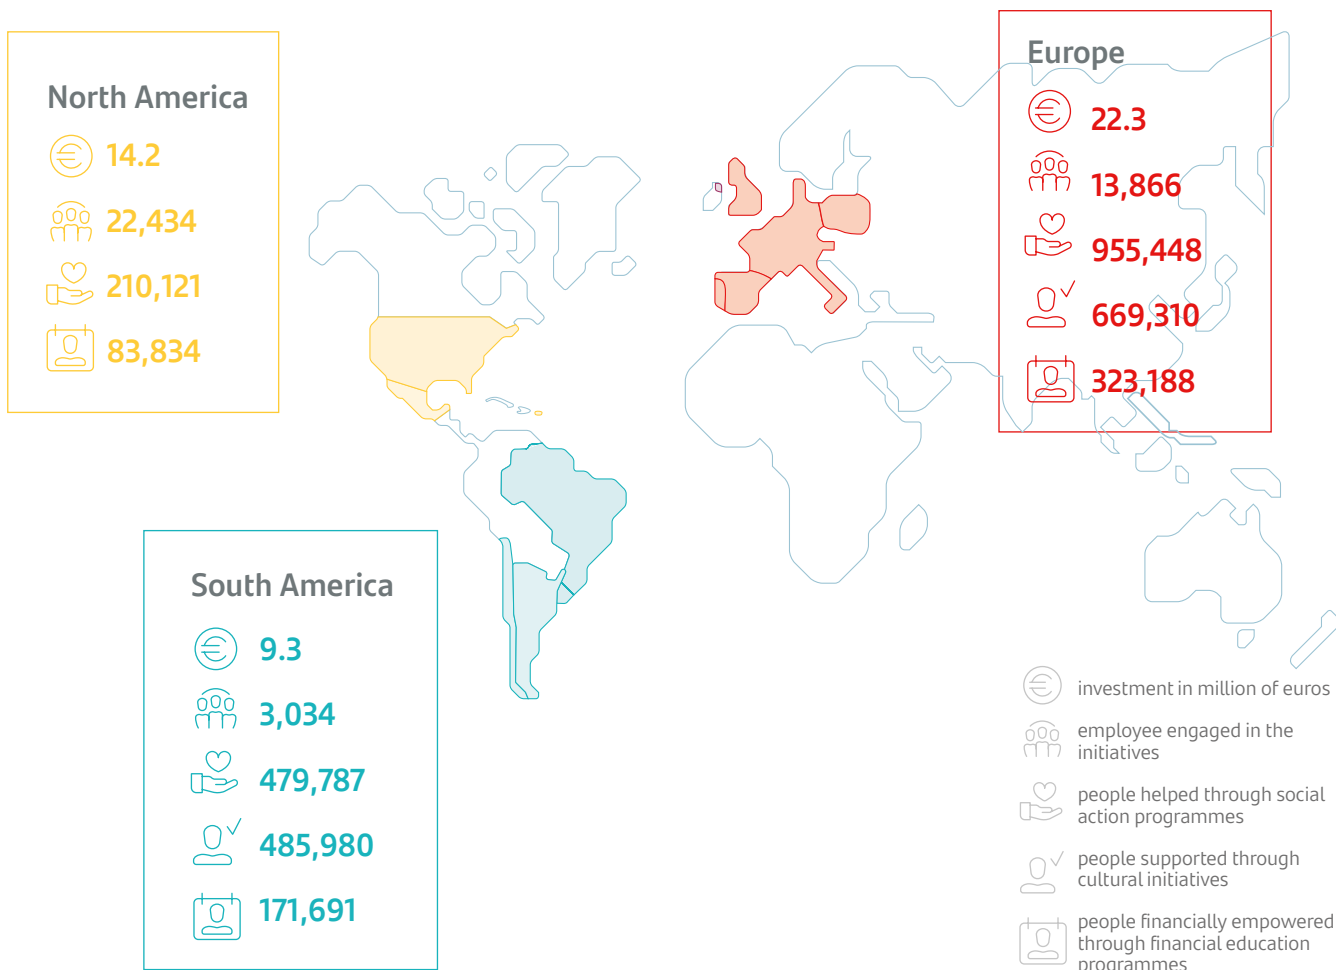 North America
14.2
22,434
210,121
83,834
Europe
22.3
13,866
955,448
669,310
323,188
South America
9.3
3,034
479,787
485,980
171,691
investment in million of euros
employee engaged in the
initiatives
people helped through social
action programmes
people supported through
cultural initiatives
people financially empowered
through financial education
programmes